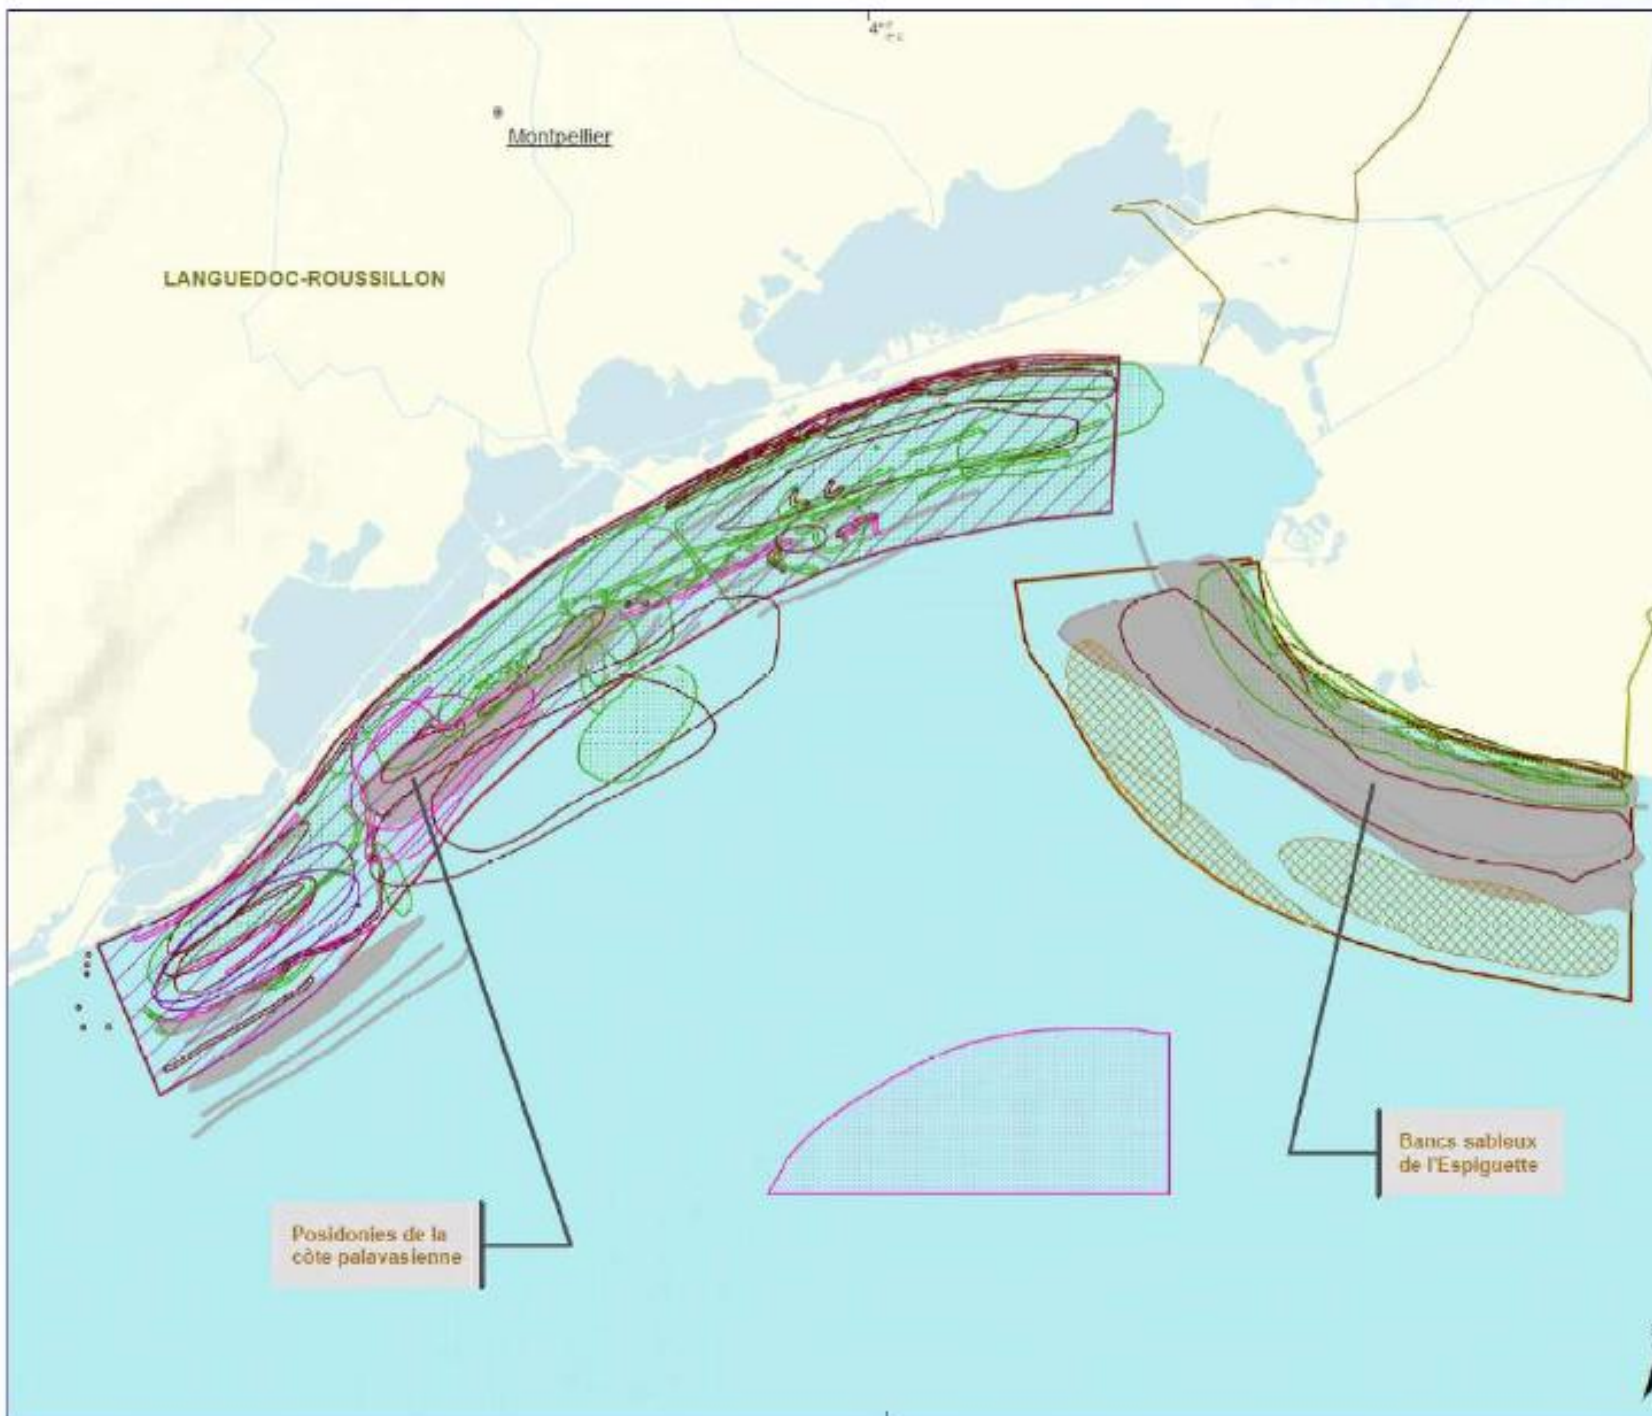 Montpellier
LANGUEDOC-ROUSSILLON
Bancs sableux
de l'Espiguette
Posidonies de la
côte palavasienne